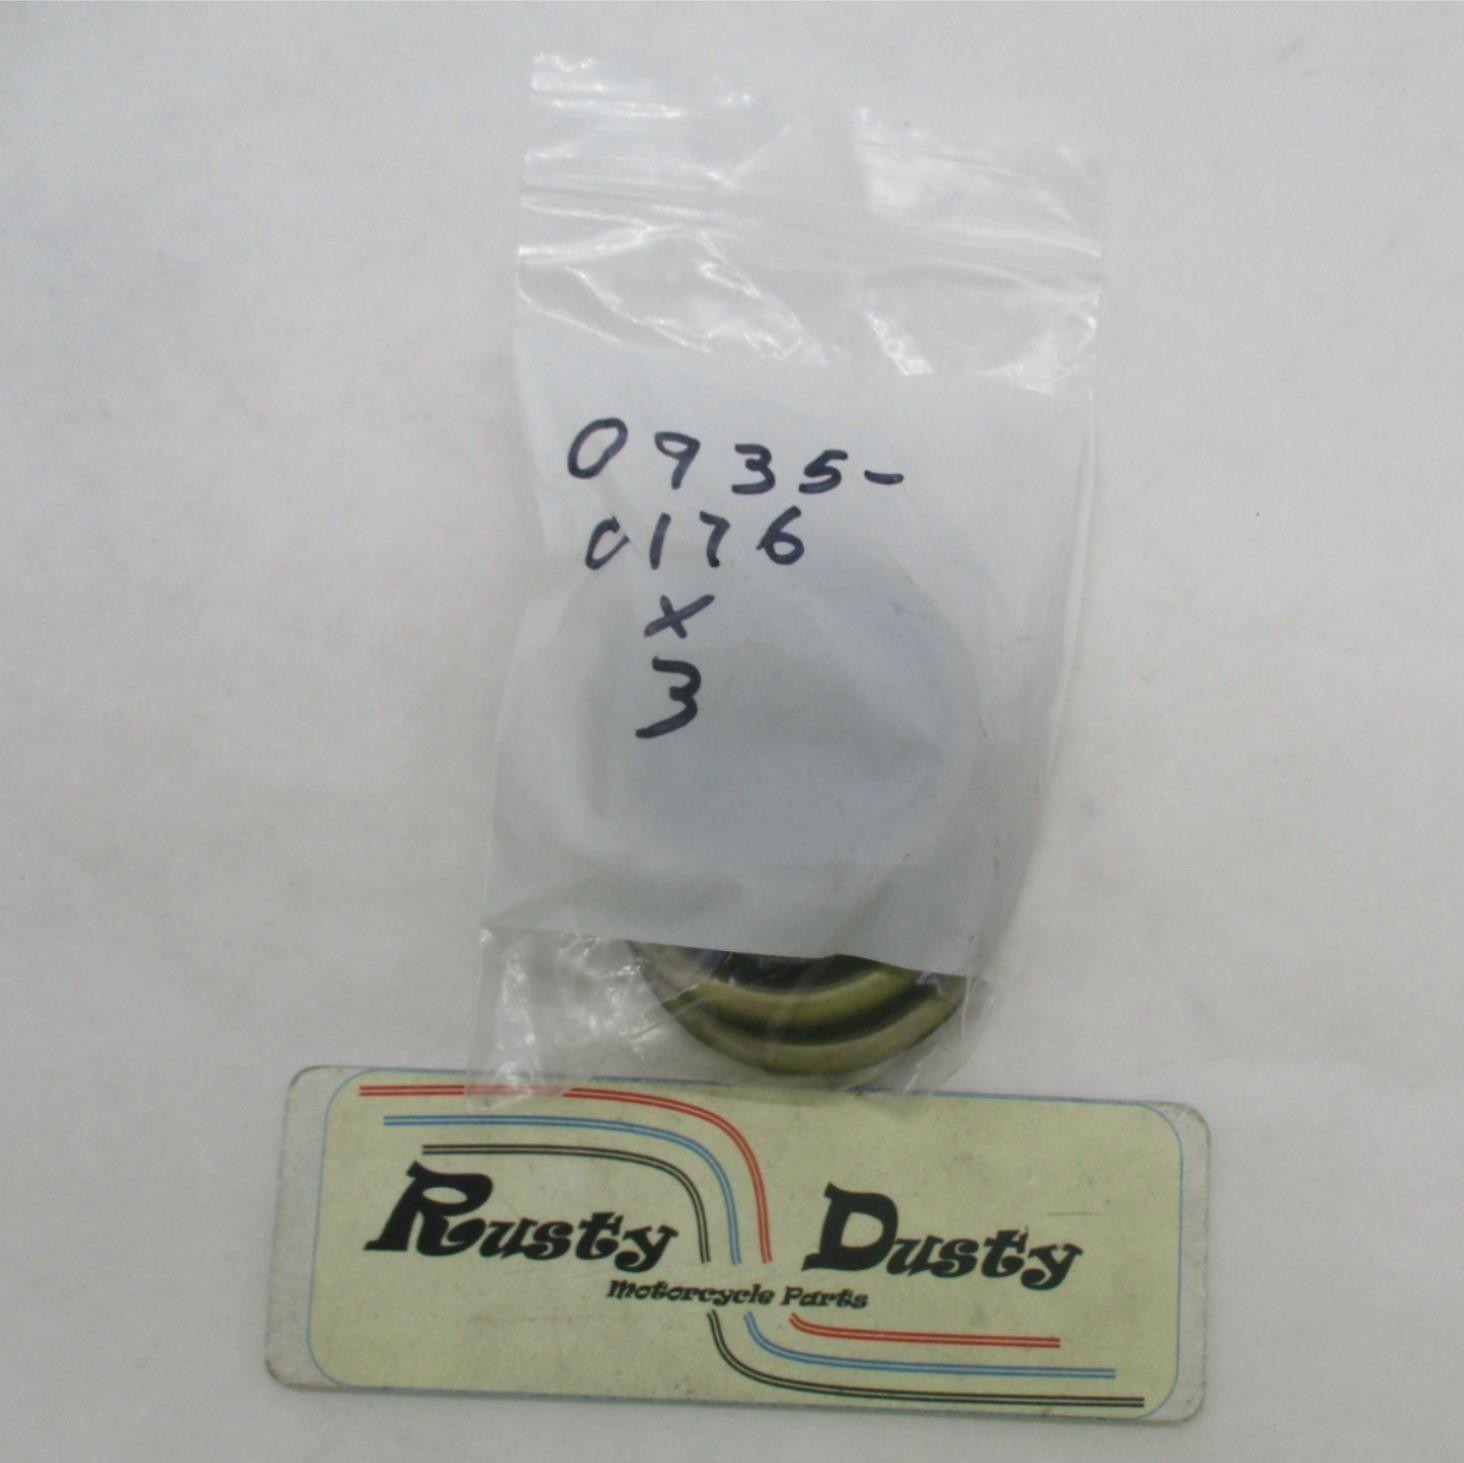 0935-
0176
x
3
Rusty Dusty
Motorcycle Parts